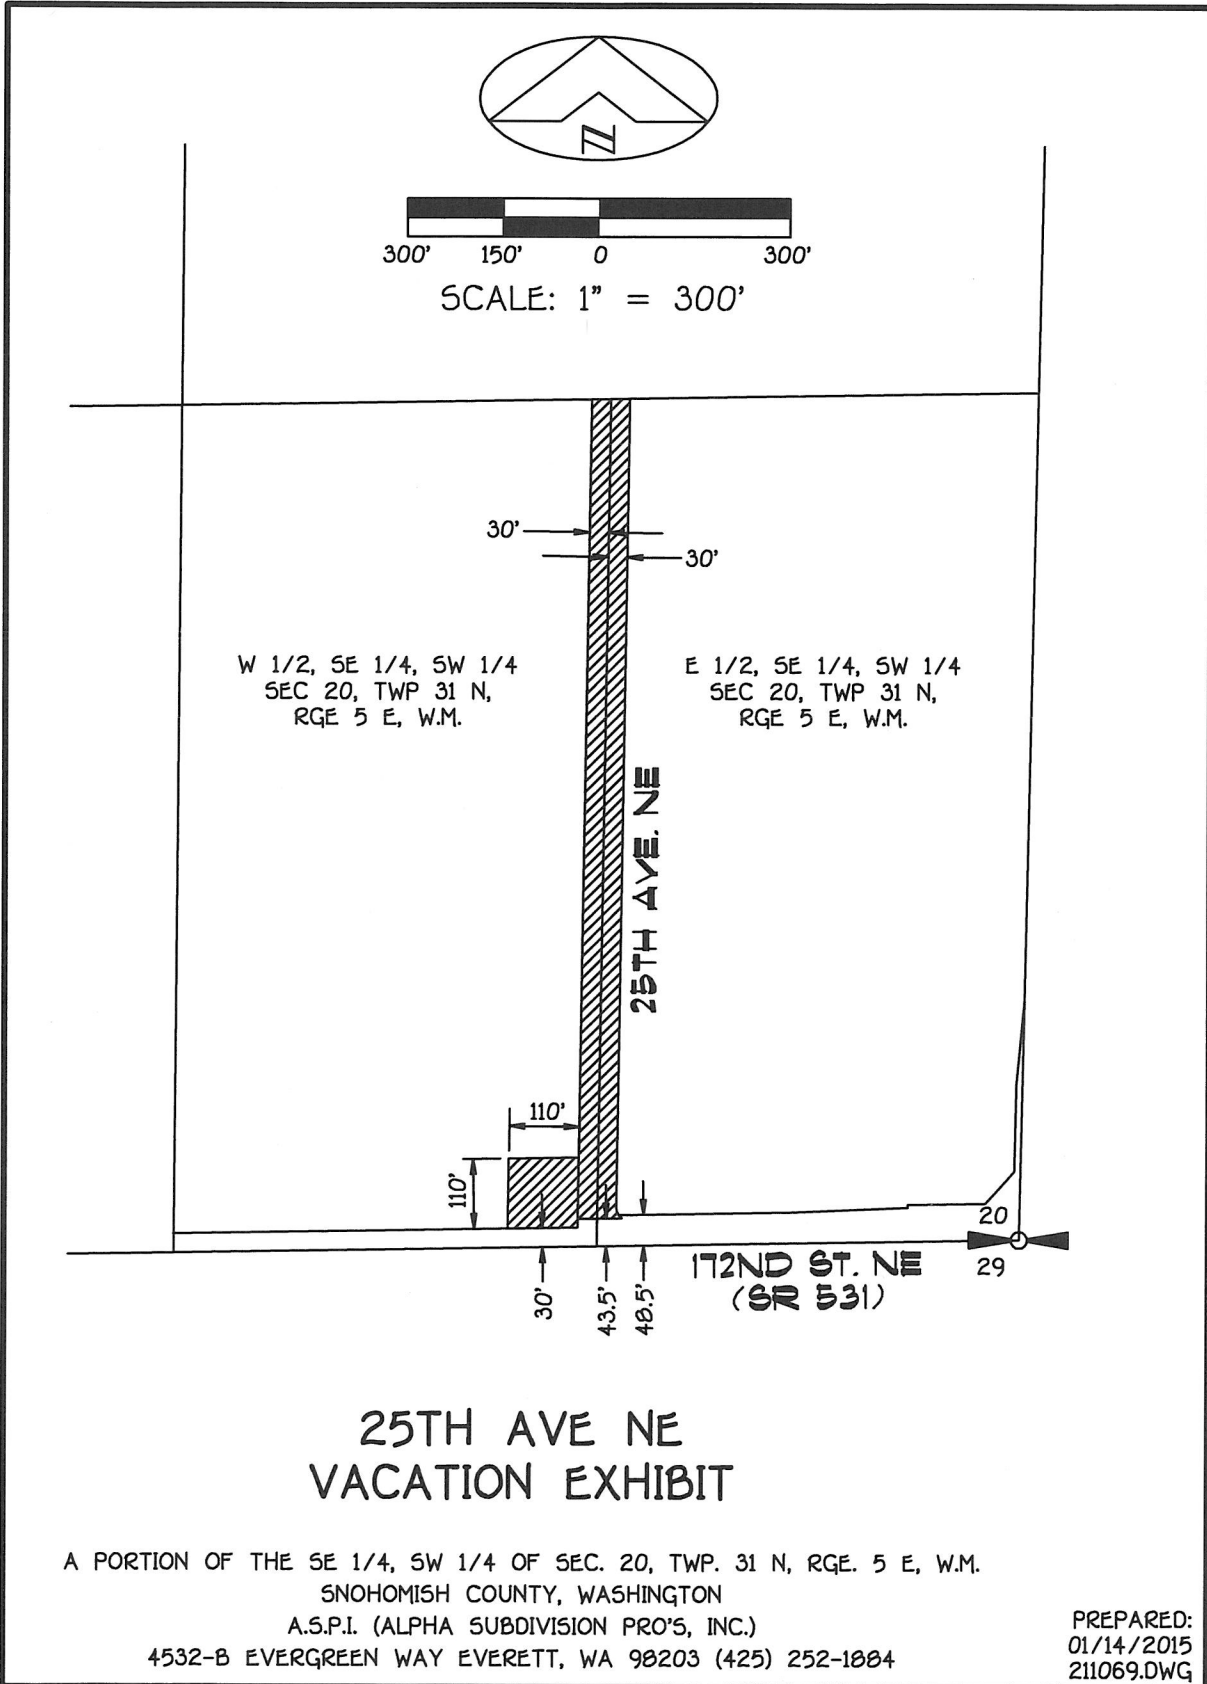 N
300' 150' 0 300'
SCALE: 1" = 300'
30'
30'
W 1/2, SE 1/4, SW 1/4
SEC 20, TWP 31 N,
RGE 5 E, W.M.
E 1/2, SE 1/4, SW 1/4
SEC 20, TWP 31 N,
RGE 5 E, W.M.
25TH AVE. NE
110'
110'
20
29
30'
43.5'
48.5'
172ND ST. NE
(SR 531)
25TH AVE NE
VACATION EXHIBIT
A PORTION OF THE SE 1/4, SW 1/4 OF SEC. 20, TWP. 31 N, RGE. 5 E, W.M.
SNOHOMISH COUNTY, WASHINGTON
A.S.P.I. (ALPHA SUBDIVISION PRO'S, INC.)
4532-B EVERGREEN WAY EVERETT, WA 98203 (425) 252-1884
PREPARED:
01/14/2015
211069.DWG